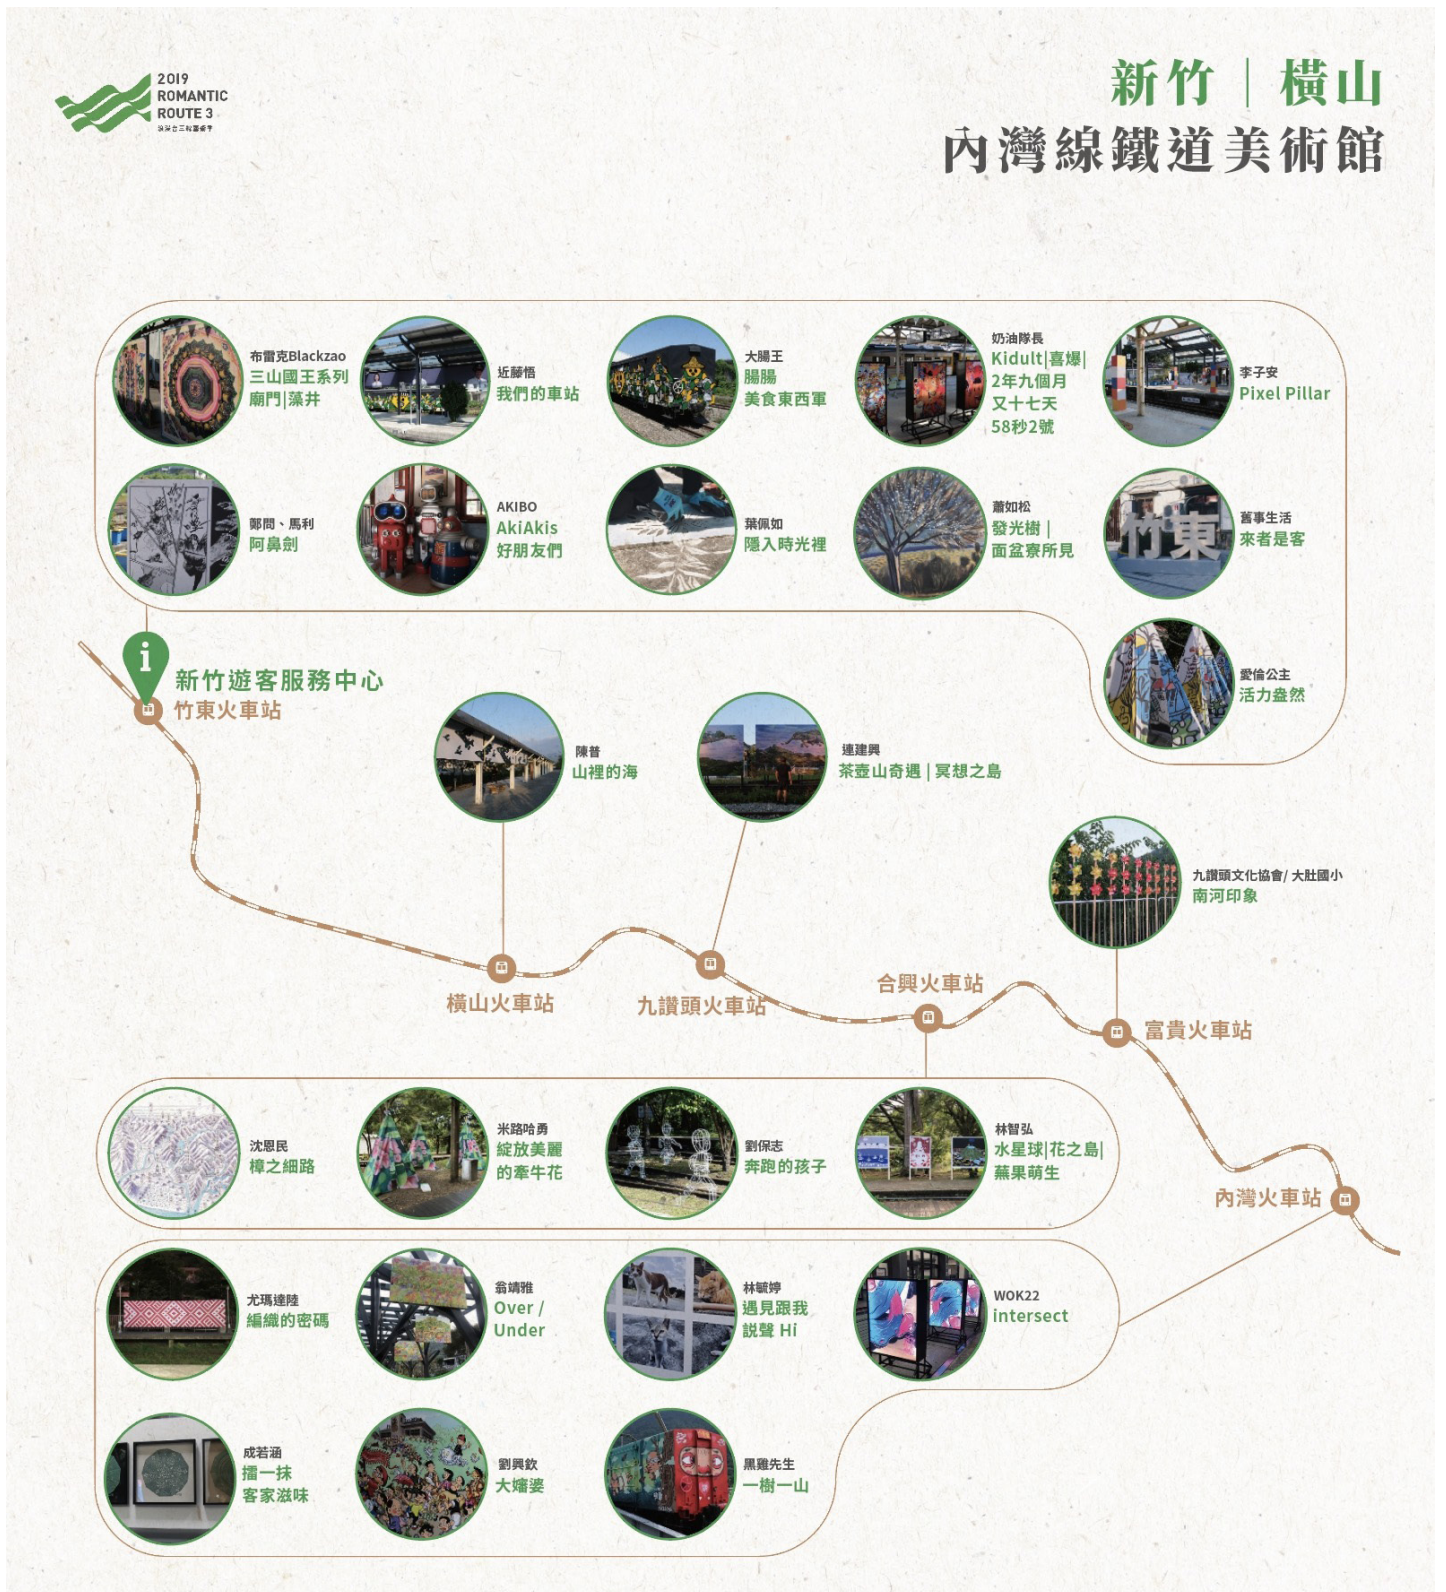 2019
ROMANTIC
ROUTE 3
浪漫台三線藝術季
新竹｜橫山
內灣線鐵道美術館
布雷克Blackzao
三山國王系列
廟門|藻井
近藤悟
我們的車站
大腸王
腸腸
美食東西軍
奶油隊長
Kidult|喜爆|
2年九個月
又十七天
58秒2號
李子安
Pixel Pillar
鄭問、馬利
阿鼻劍
AKIBO
AkiAkis
好朋友們
葉佩如
隱入時光裡
蕭如松
發光樹 |
面盆寮所見
竹東
舊事生活
來者是客
愛倫公主
活力盎然
i
新竹遊客服務中心
竹東火車站
陳普
山裡的海
連建興
茶壺山奇遇 | 冥想之島
九讚頭文化協會/ 大肚國小
南河印象
橫山火車站
九讚頭火車站
合興火車站
富貴火車站
內灣火車站
沈恩民
樟之細路
米路哈勇
綻放美麗
的牽牛花
劉保志
奔跑的孩子
林智弘
水星球|花之島|
蕪果萌生
尤瑪達陸
編織的密碼
翁靖雅
Over /
Under
林毓婷
遇見跟我
説聲 Hi
WOK22
intersect
成若涵
擂一抹
客家滋味
劉興欽
大嬸婆
黑雞先生
一樹一山